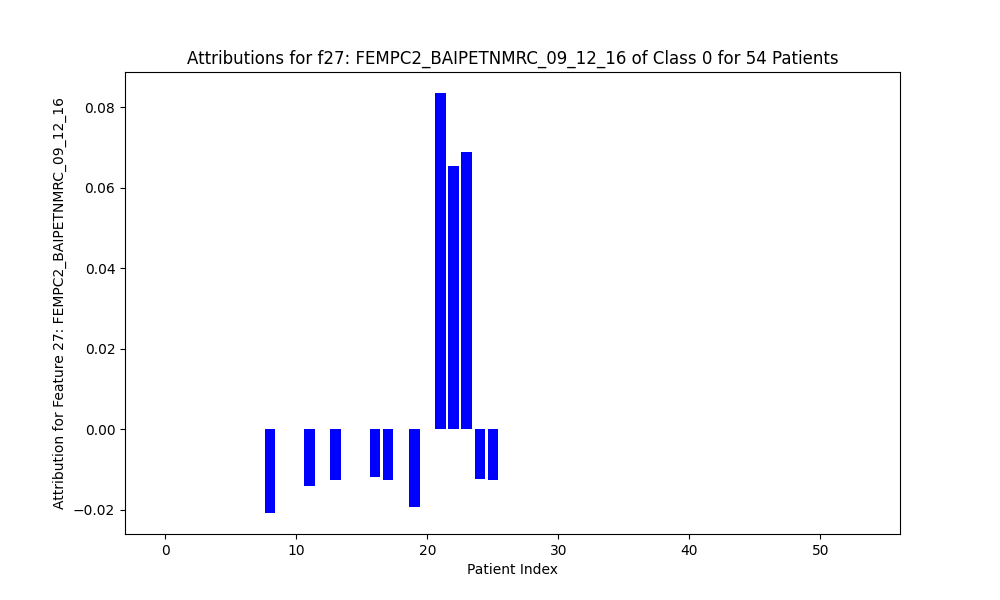 Attributions for f27: FEMPC2_BAIPETNMRC_09_12_16 of Class 0 for 54 Patients
Attribution for Feature 27: FEMPC2_BAIPETNMRC_09_12_16
0.08
0.06
0.04
0.02
0.00
−0.02
0 10 20 30 40 50
Patient Index